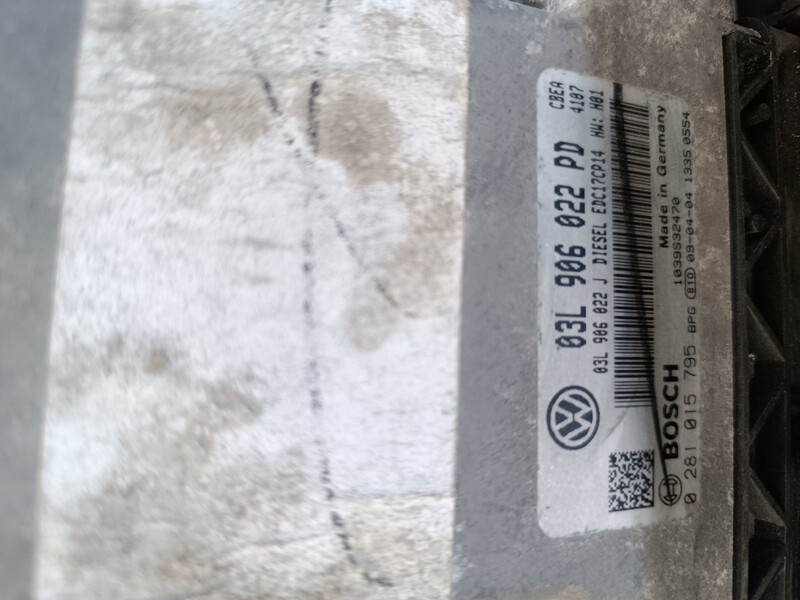 CBEA
4107
03L 906 022 PD
03L 906 022 J DIESEL EDC17CP14 HW: H01
Made in Germany
1039S32470
BOSCH
0 281 015 795 BPG 810 09-04-04 1335 0554